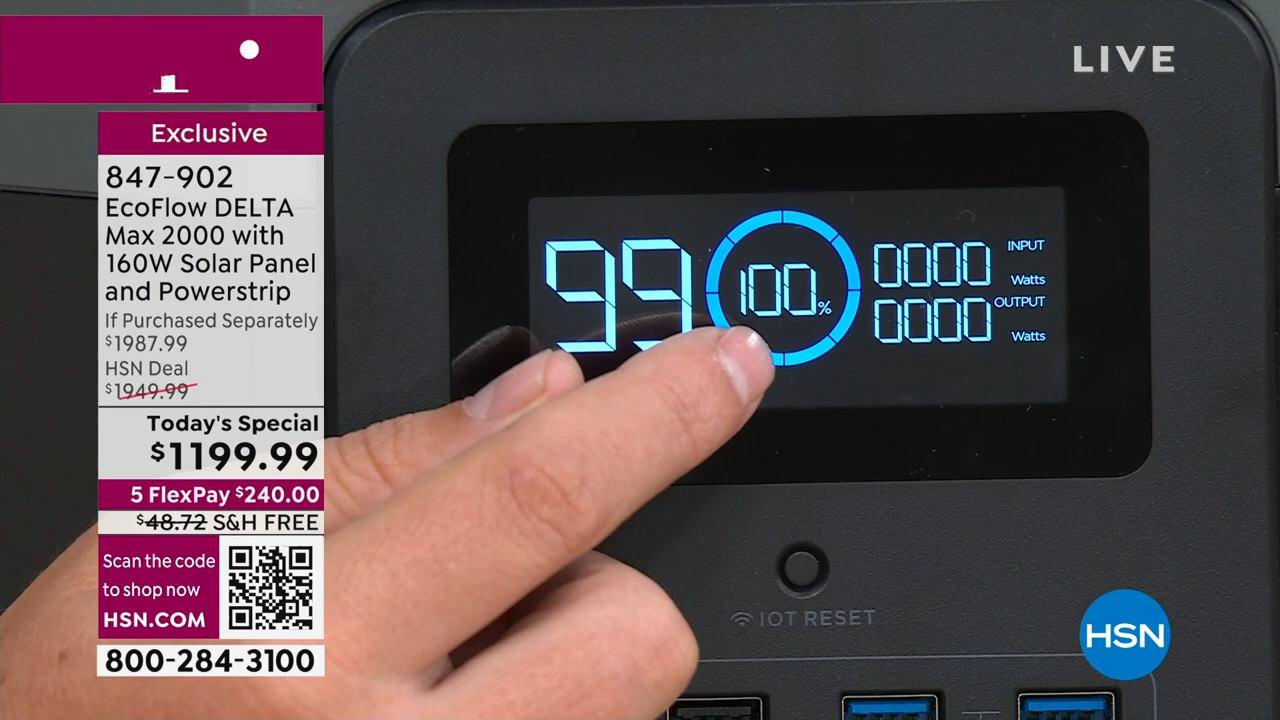 LIVE
Exclusive
847-902
EcoFlow DELTA
Max 2000 with
160W Solar Panel
and Powerstrip
If Purchased Separately
$1987.99
HSN Deal
$1949.99
Today's Special
$1199.99
5 FlexPay $240.00
$48.72 S&H FREE
Scan the code
to shop now
HSN.COM
800-284-3100
99
100%
0000 INPUT
Watts
0000 OUTPUT
Watts
IOT RESET
HSN